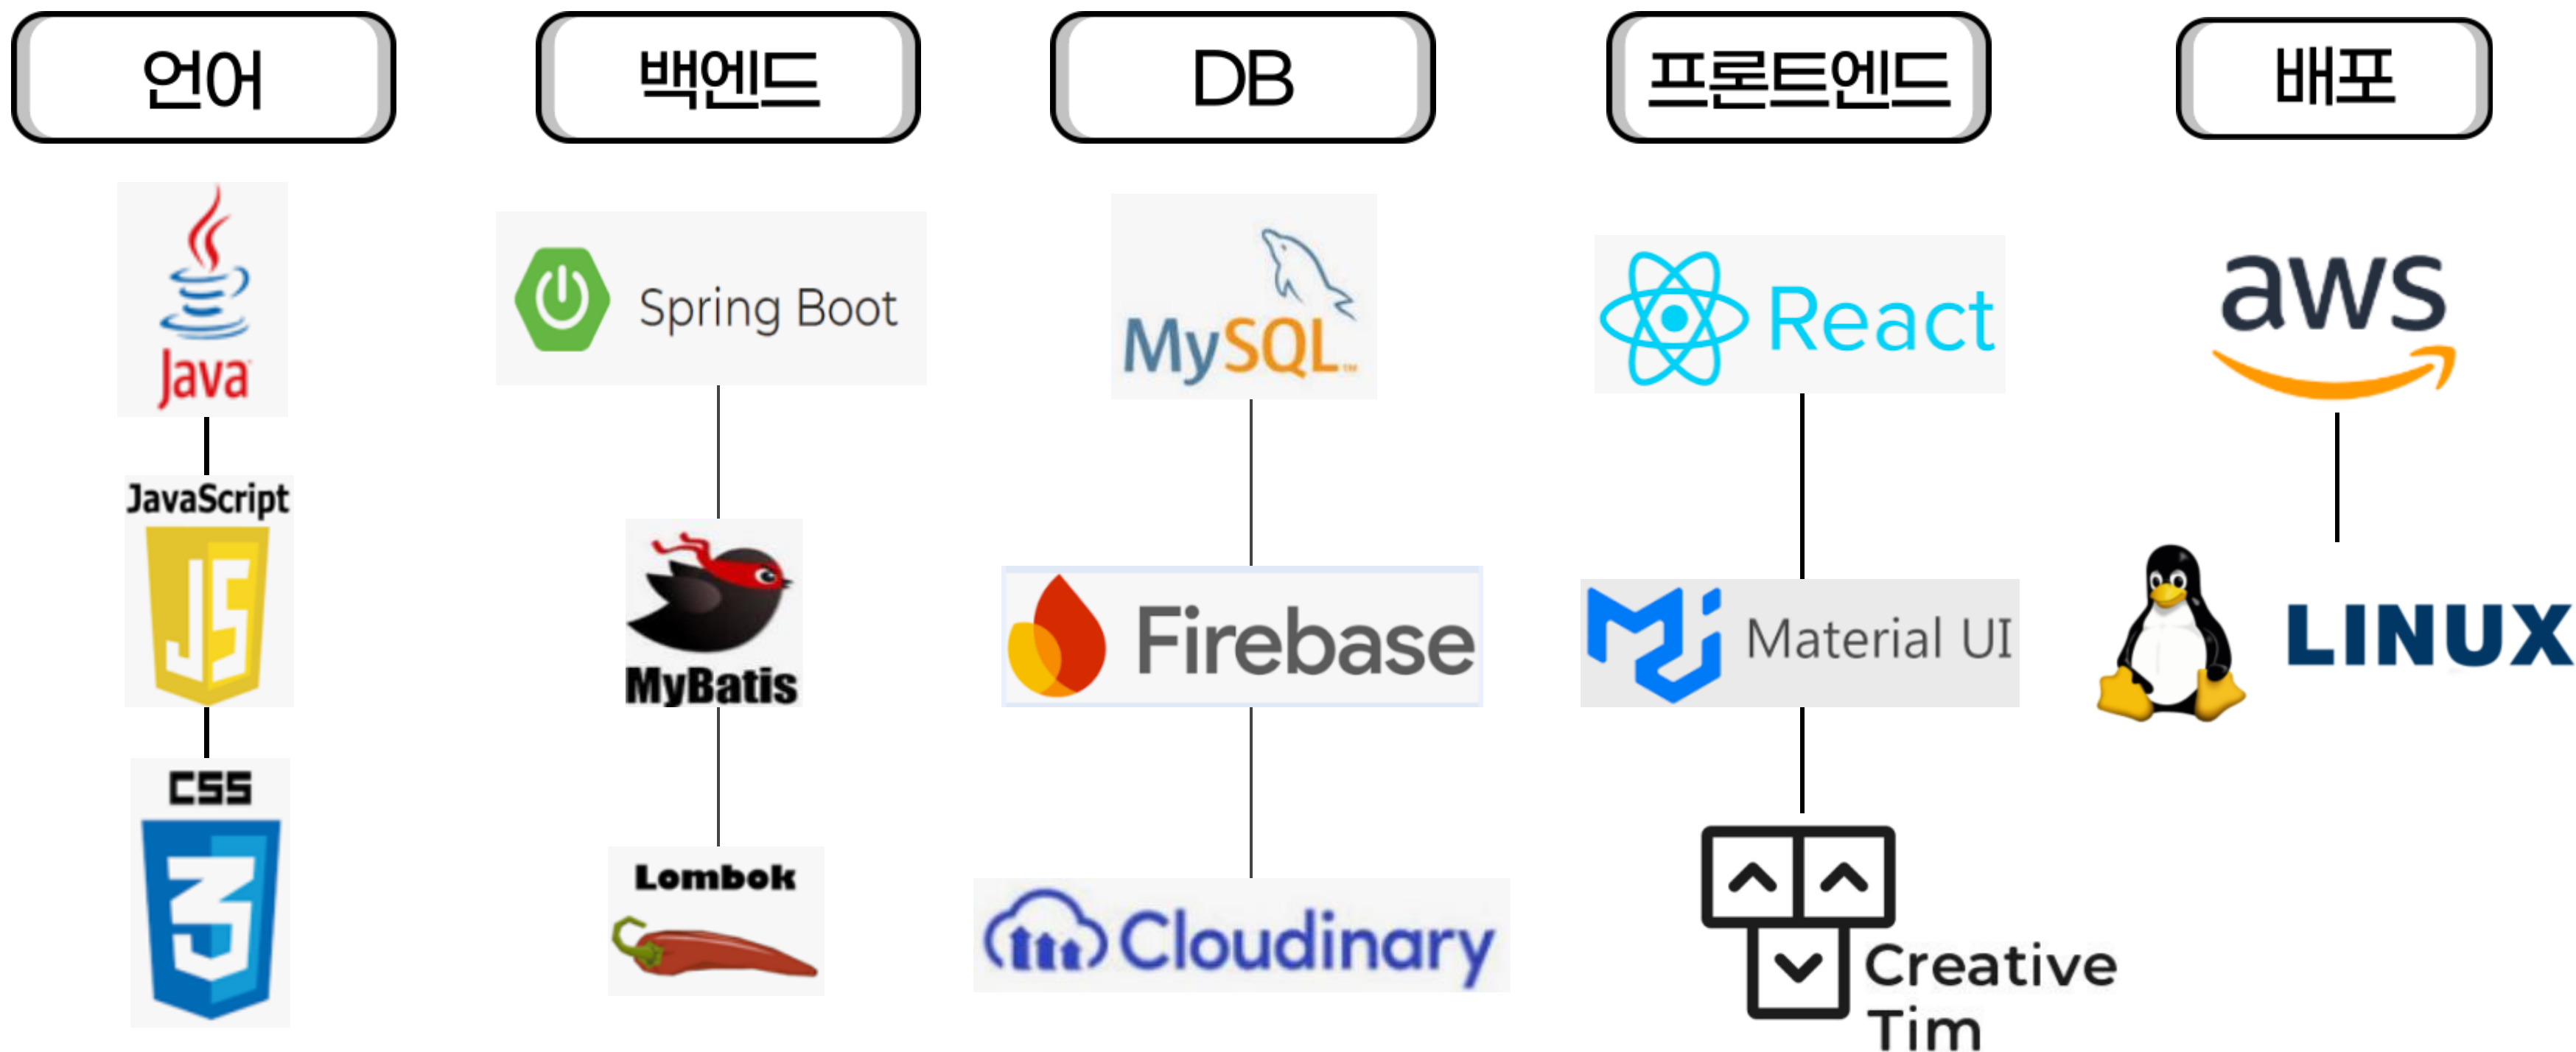 언어
백엔드
DB
프론트엔드
배포
Java
JavaScript
JS
CSS
3
Spring Boot
MyBatis
Lombok
MySQL™
Firebase
Cloudinary
React
Material UI
Creative
Tim
aws
LINUX